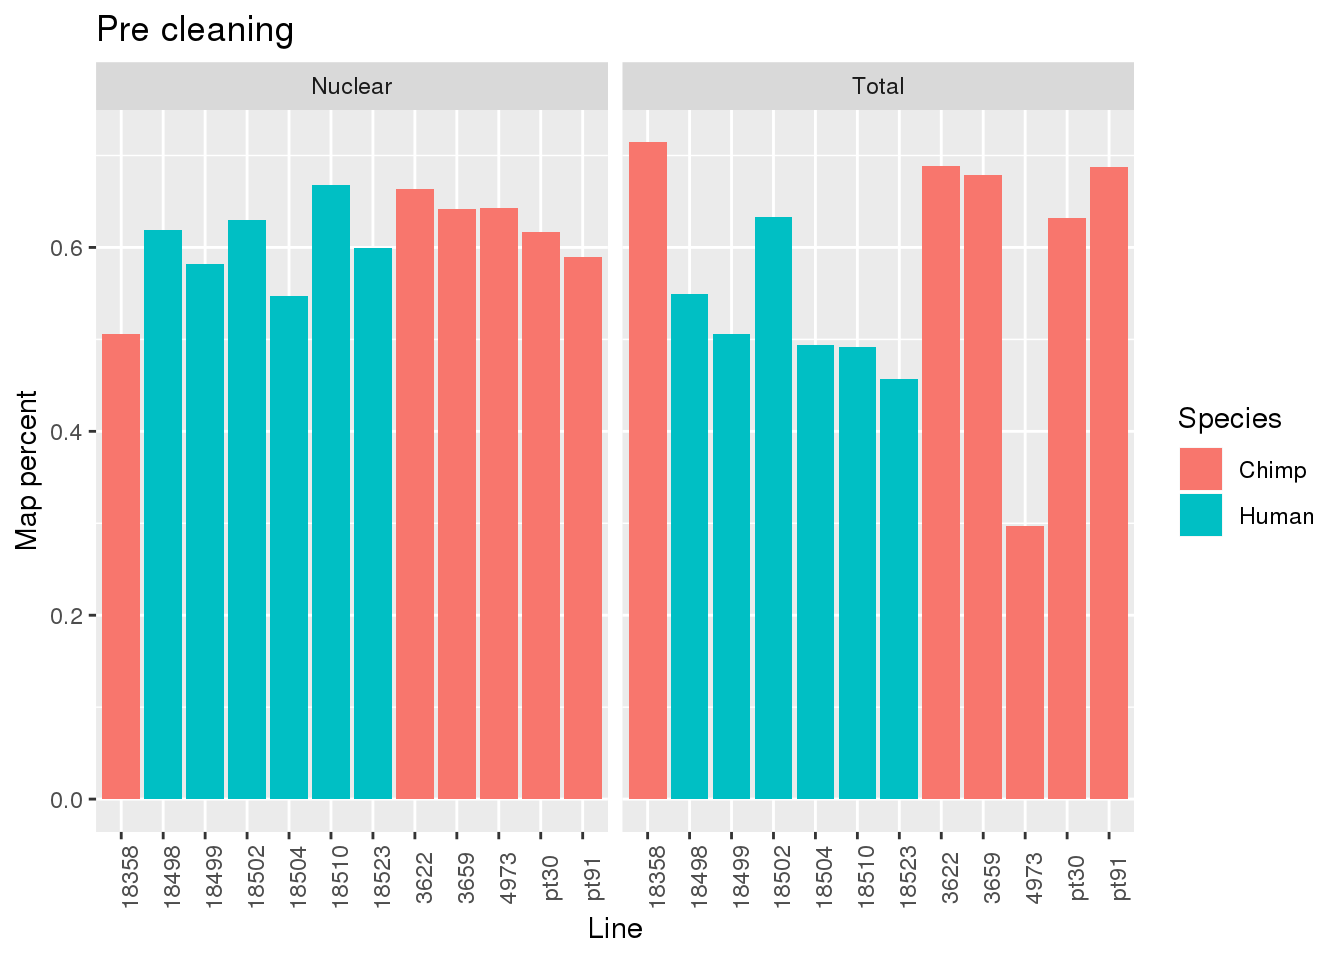 Pre cleaning
Nuclear
Total
Map percent
0.6
0.4
0.2
0.0
18358
18498
18499
18502
18504
18510
18523
3622
3659
4973
pt30
pt91
18358
18498
18499
18502
18504
18510
18523
3622
3659
4973
pt30
pt91
Line
Species
Chimp
Human